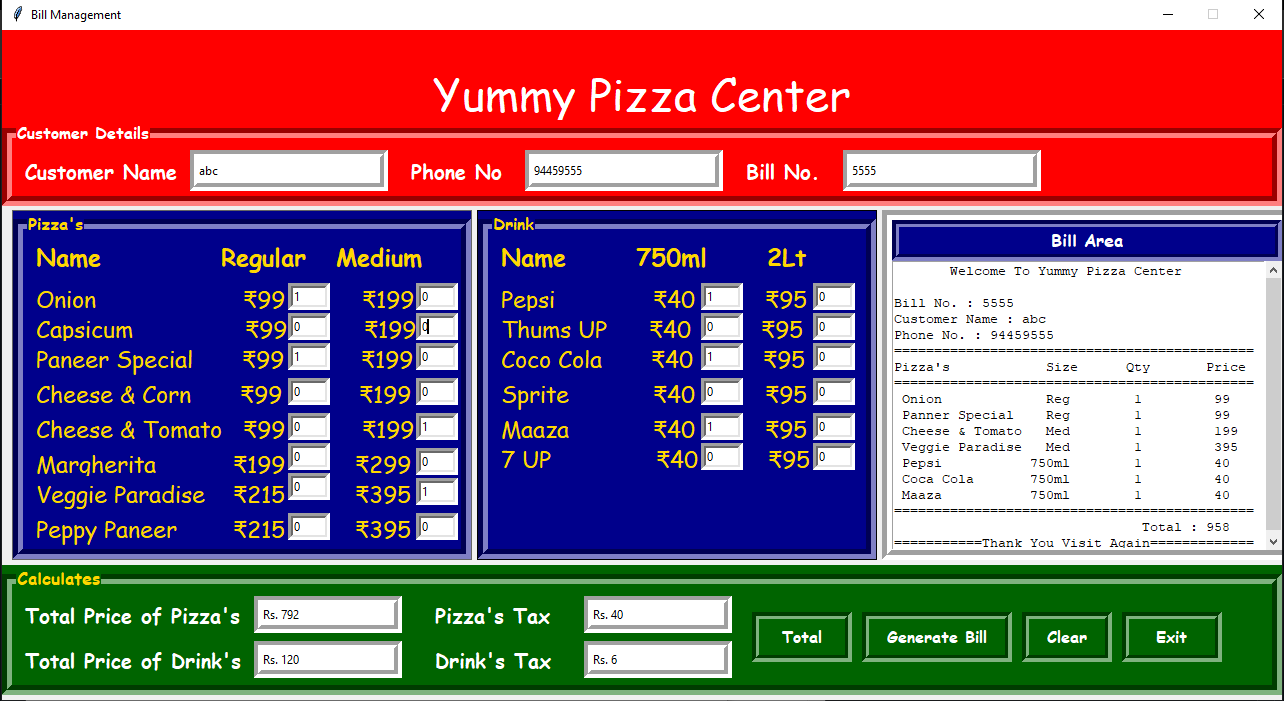 Bill Management
Yummy Pizza Center
Customer Details
Customer Name abc Phone No 94459555 Bill No. 5555
Pizza's
Name Regular Medium
Onion ₹99 1 ₹199 0
Capsicum ₹99 0 ₹199 0
Paneer Special ₹99 1 ₹199 0
Cheese & Corn ₹99 0 ₹199 0
Cheese & Tomato ₹99 0 ₹199 1
Margherita ₹199 0 ₹299 0
Veggie Paradise ₹215 0 ₹395 1
Peppy Paneer ₹215 0 ₹395 0
Drink
Name 750ml 2Lt
Pepsi ₹40 1 ₹95 0
Thums UP ₹40 0 ₹95 0
Coco Cola ₹40 1 ₹95 0
Sprite ₹40 0 ₹95 0
Maaza ₹40 1 ₹95 0
7 UP ₹40 0 ₹95 0
Bill Area
Welcome To Yummy Pizza Center
Bill No. : 5555
Customer Name : abc
Phone No. : 94459555
=============================================
Pizza's Size Qty Price
=============================================
Onion Reg 1 99
Panner Special Reg 1 99
Cheese & Tomato Med 1 199
Veggie Paradise Med 1 395
Pepsi 750ml 1 40
Coca Cola 750ml 1 40
Maaza 750ml 1 40
=============================================
Total : 958
===========Thank You Visit Again=============
Calculates
Total Price of Pizza's Rs. 792 Pizza's Tax Rs. 40
Total Price of Drink's Rs. 120 Drink's Tax Rs. 6
Total Generate Bill Clear Exit